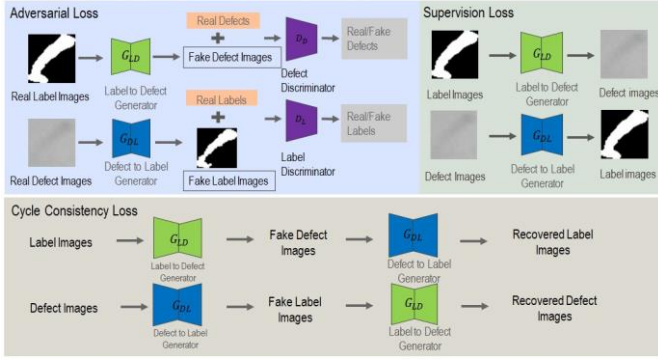 Adversarial Loss
Real Label Images
G_LD
Label to Defect
Generator
Real Defects
+
Fake Defect Images
D_D
Defect
Discriminator
Real/Fake
Defects
Real Defect Images
G_DL
Defect to Label
Generator
Real Labels
+
Fake Label Images
D_L
Label
Discriminator
Real/Fake
Labels
Supervision Loss
Label Images
G_LD
Label to Defect
Generator
Defect images
Defect Images
G_DL
Defect to Label
Generator
Label images
Cycle Consistency Loss
Label Images
G_LD
Label to Defect
Generator
Fake Defect
Images
G_DL
Defect to Label
Generator
Recovered Label
Images
Defect Images
G_DL
Defect to Label
Generator
Fake Label
Images
G_LD
Label to Defect
Generator
Recovered Defect
Images